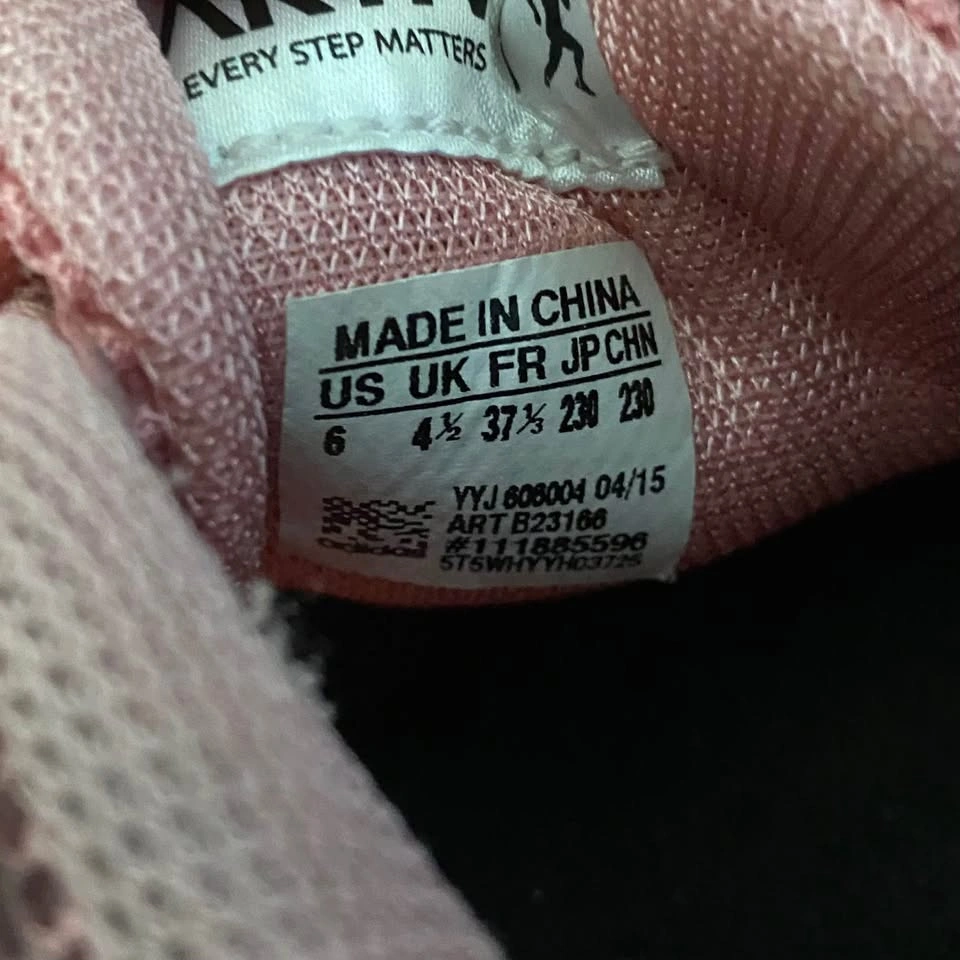 EVERY STEP MATTERS
MADE IN CHINA
US UK FR JP CHN
6 4½ 37⅓ 230 230
YYJ 606004 04/15
ART B23166
#111885596
5T5WHYYH03725